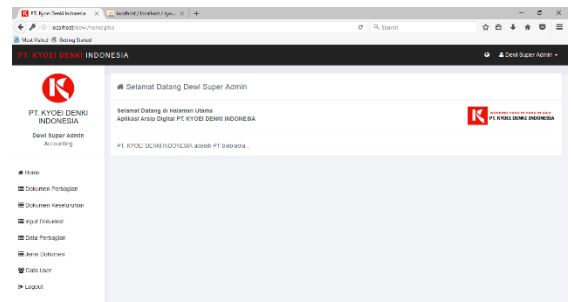 PT. Kyoei Denki Indonesia
localhost / localhost / kyo...
localhost/dewi/home.php
Search
Most Visited Getting Started
PT. KYOEI DENKI INDONESIA
Dewi Super Admin
PT. KYOEI DENKI
INDONESIA
Dewi Super Admin
Accounting
Home
Dokumen Perbagian
Dokumen Keseluruhan
Input Dokumen
Data Perbagian
Jenis Dokumen
Data User
Logout
Selamat Datang Dewi Super Admin
Selamat Datang di Halaman Utama
Aplikasi Arsip Digital PT. KYOEI DENKI INDONESIA
PT. KYOEI DENKI INDONESIA
PT. KYOEI DENKI INDONESIA adalah PT blablabla...